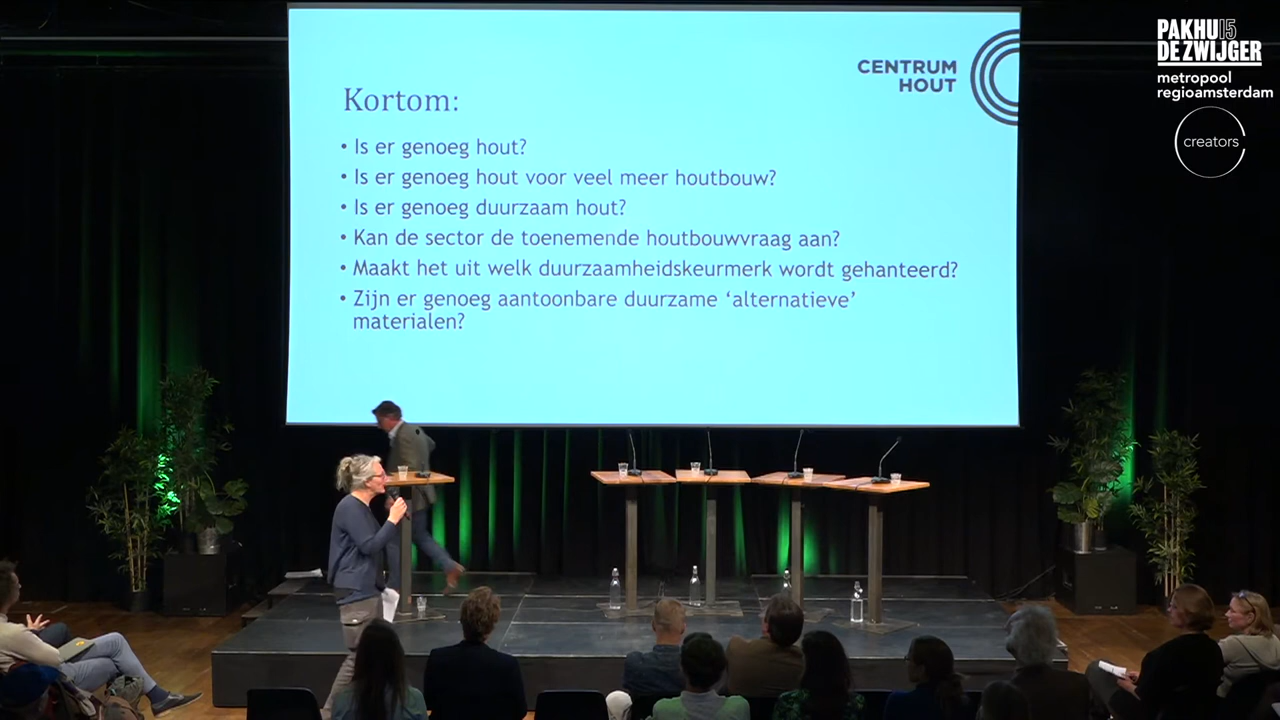 CENTRUM
HOUT
Kortom:
• Is er genoeg hout?
• Is er genoeg hout voor veel meer houtbouw?
• Is er genoeg duurzaam hout?
• Kan de sector de toenemende houtbouwvraag aan?
• Maakt het uit welk duurzaamheidskeurmerk wordt gehanteerd?
• Zijn er genoeg aantoonbare duurzame ‘alternatieve’
materialen?
PAKHU15
DE ZWIJGER
metropool
regioamsterdam
creators